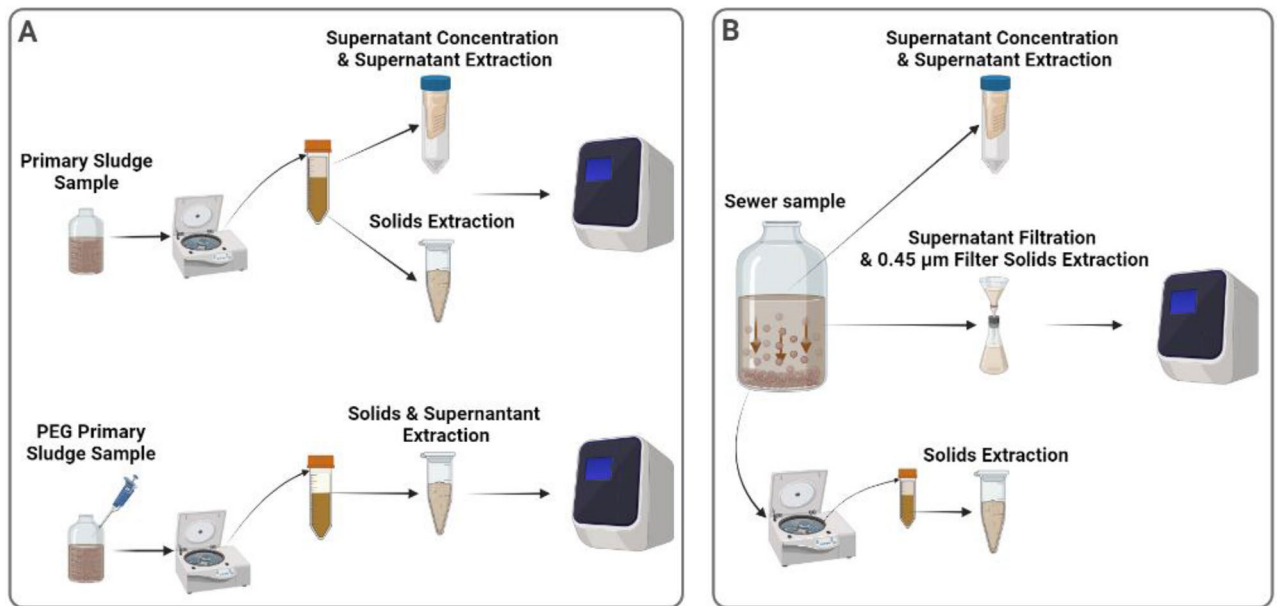 A
Supernatant Concentration
& Supernatant Extraction
Primary Sludge
Sample
Solids Extraction
PEG Primary
Sludge Sample
Solids & Supernantant
Extraction
B
Supernatant Concentration
& Supernatant Extraction
Sewer sample
Supernatant Filtration
& 0.45 µm Filter Solids Extraction
Solids Extraction